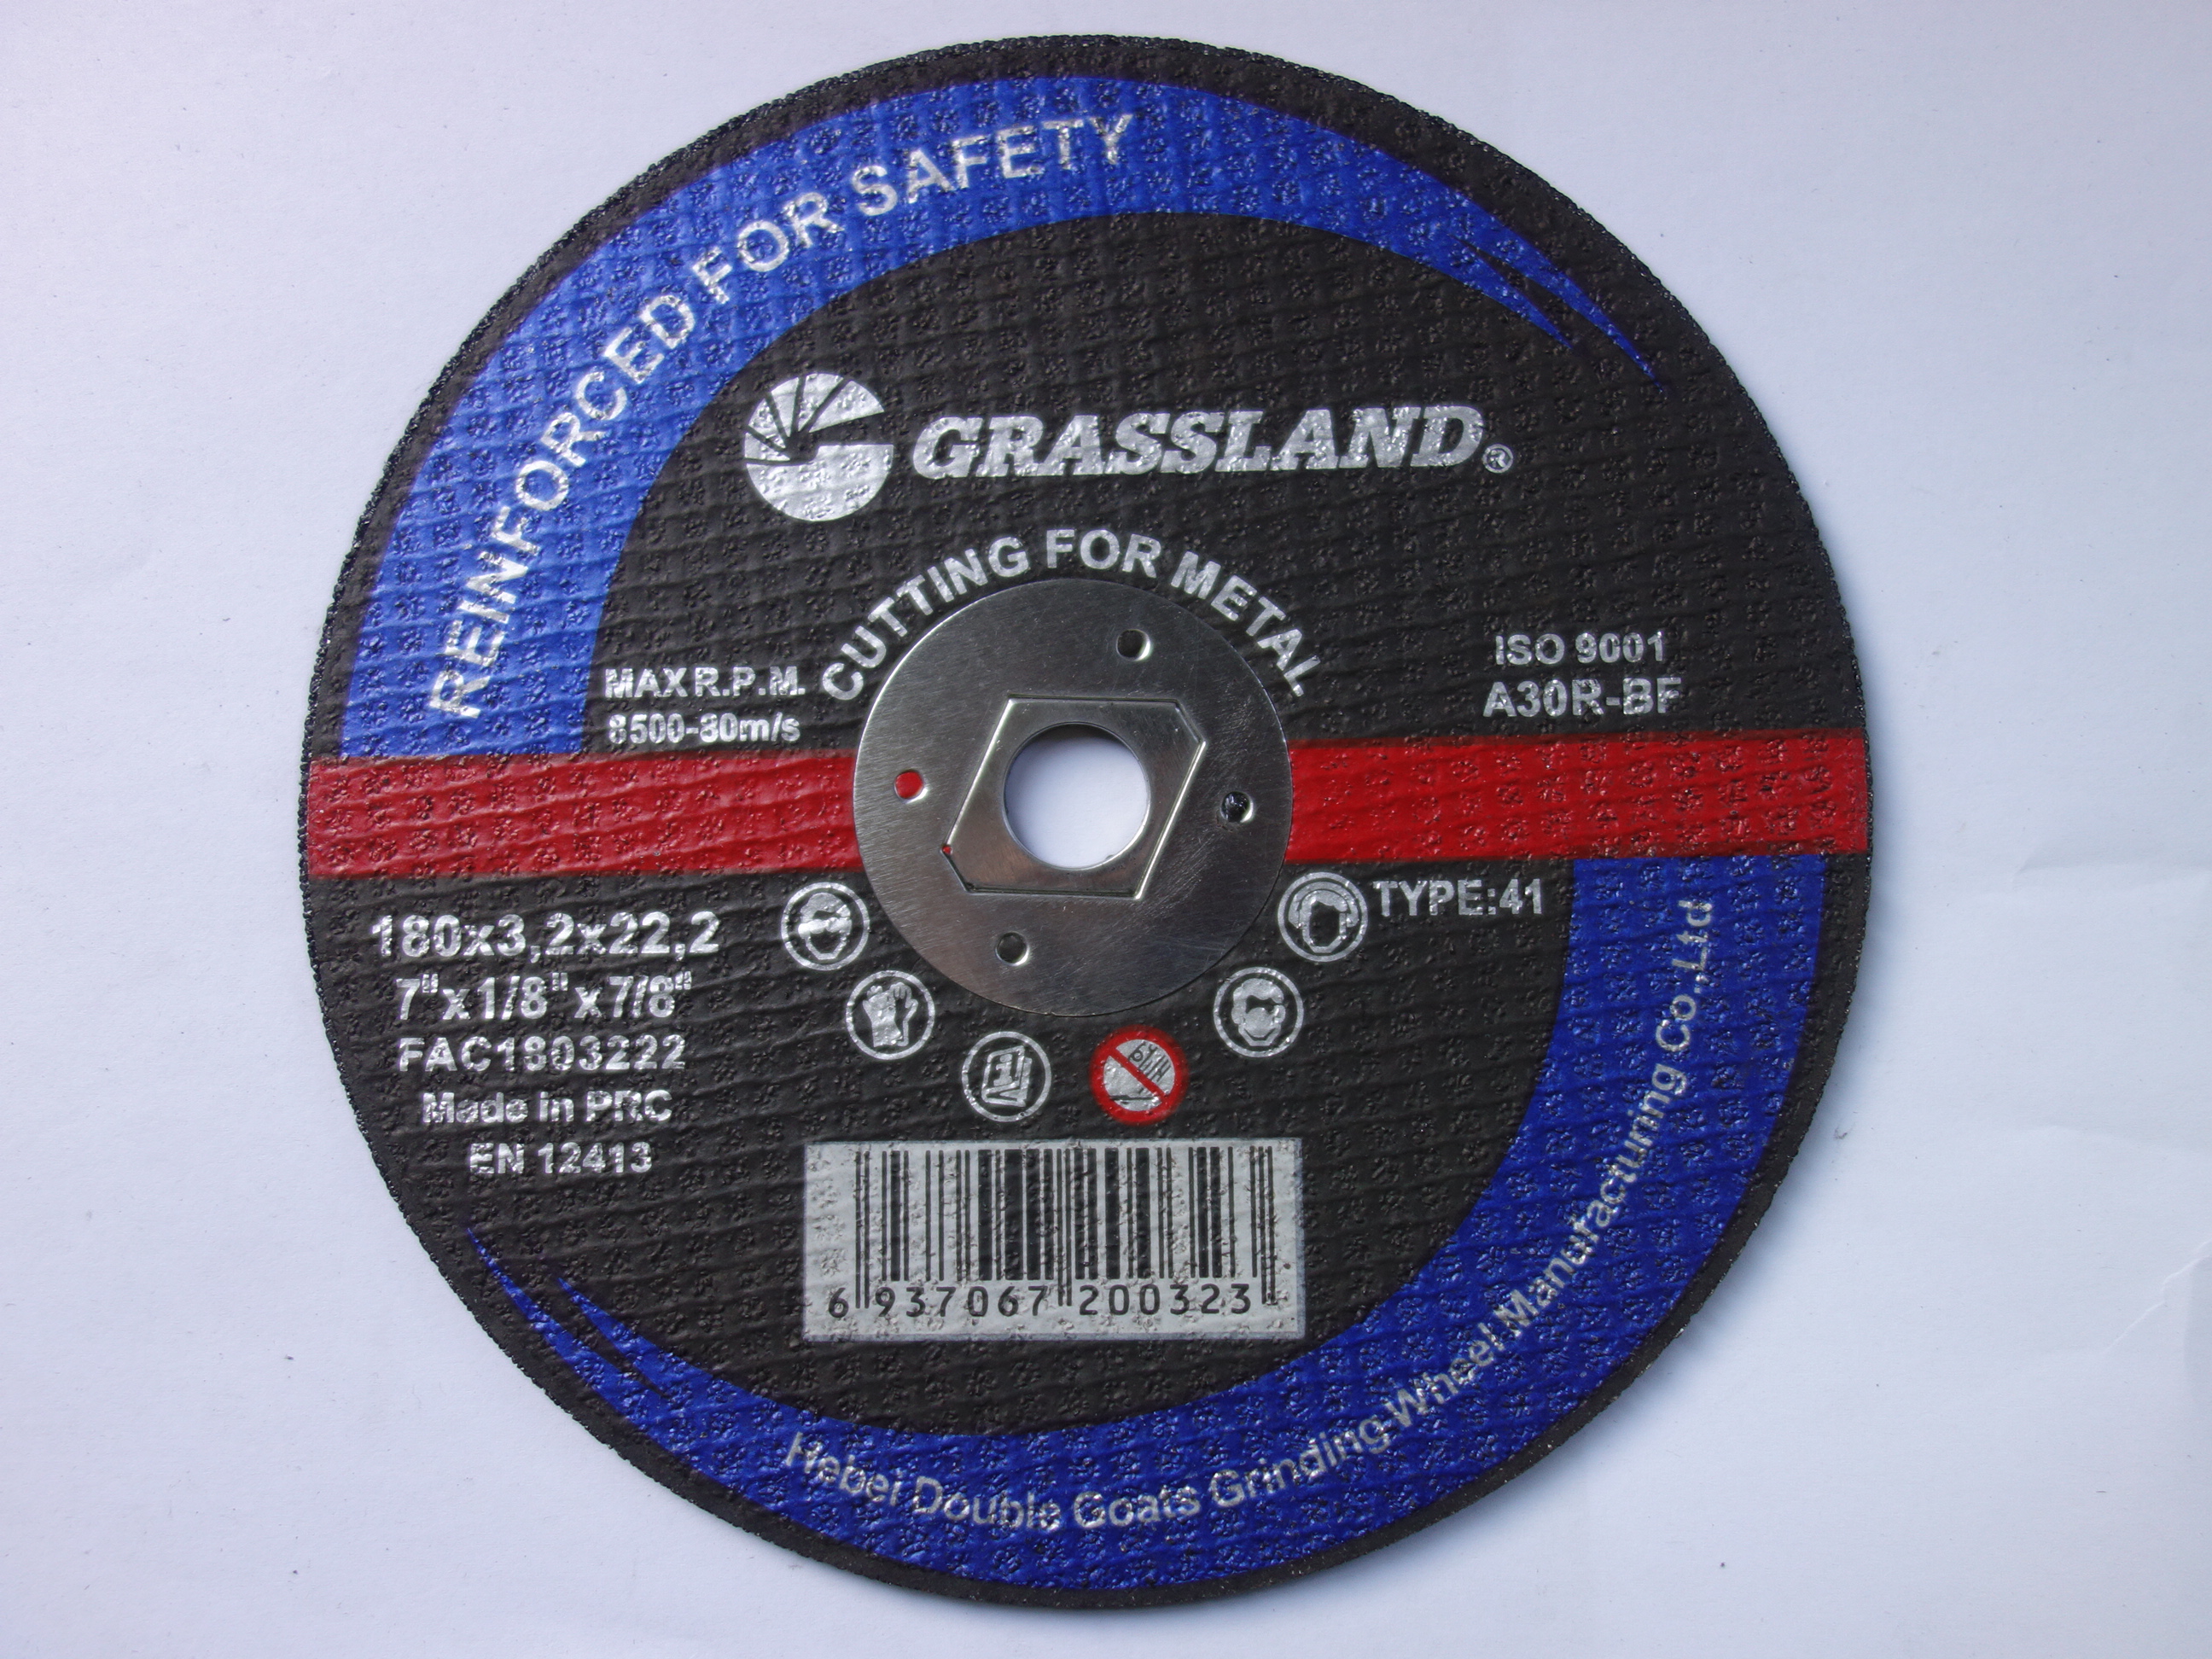 REINFORCED FOR SAFETY
GRASSLAND®
CUTTING FOR METAL
MAX R.P.M.
8500-80m/s
ISO 9001
A30R-BF
180x3,2x22,2
7"x1/8"x7/8"
FAC1803222
Made in PRC
EN 12413
TYPE:41
6 937067 200323
Hebei Double Goats Grinding Wheel Manufacturing Co.,Ltd